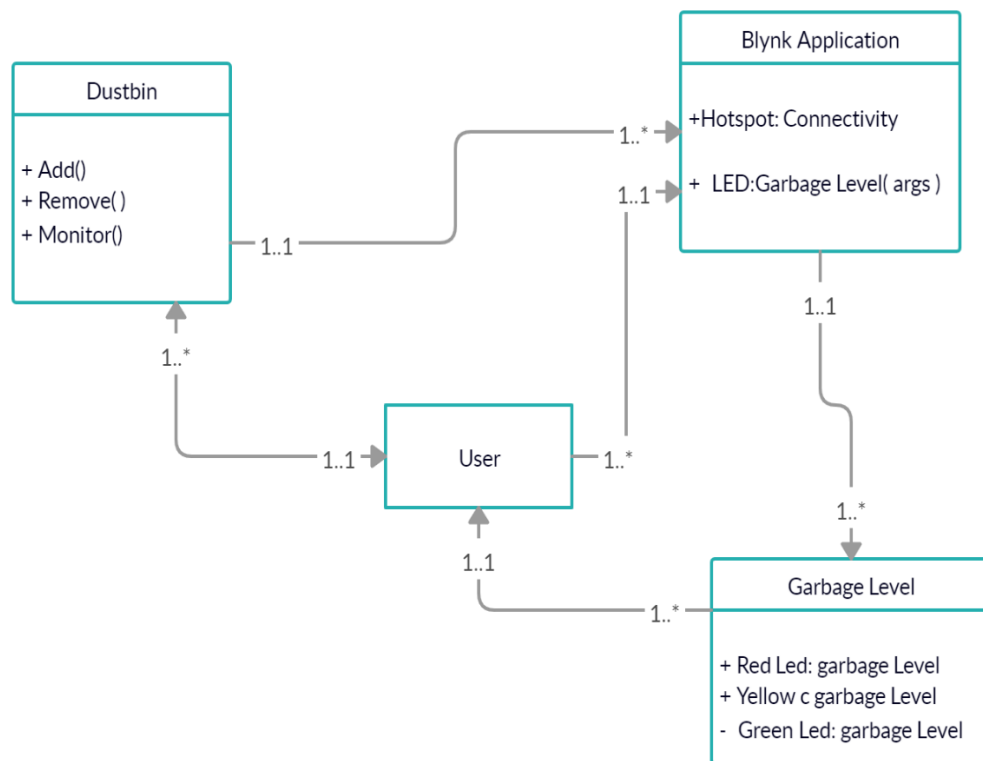 Blynk Application
Dustbin
+Hotspot: Connectivity
1..*
+ Add()
+ LED:Garbage Level( args )
1..1
+ Remove( )
+ Monitor()
1..1
1..1
1..*
1..1
User
1..*
1..*
1..1
Garbage Level
1..*
+ Red Led: garbage Level
+ Yellow c garbage Level
- Green Led: garbage Level